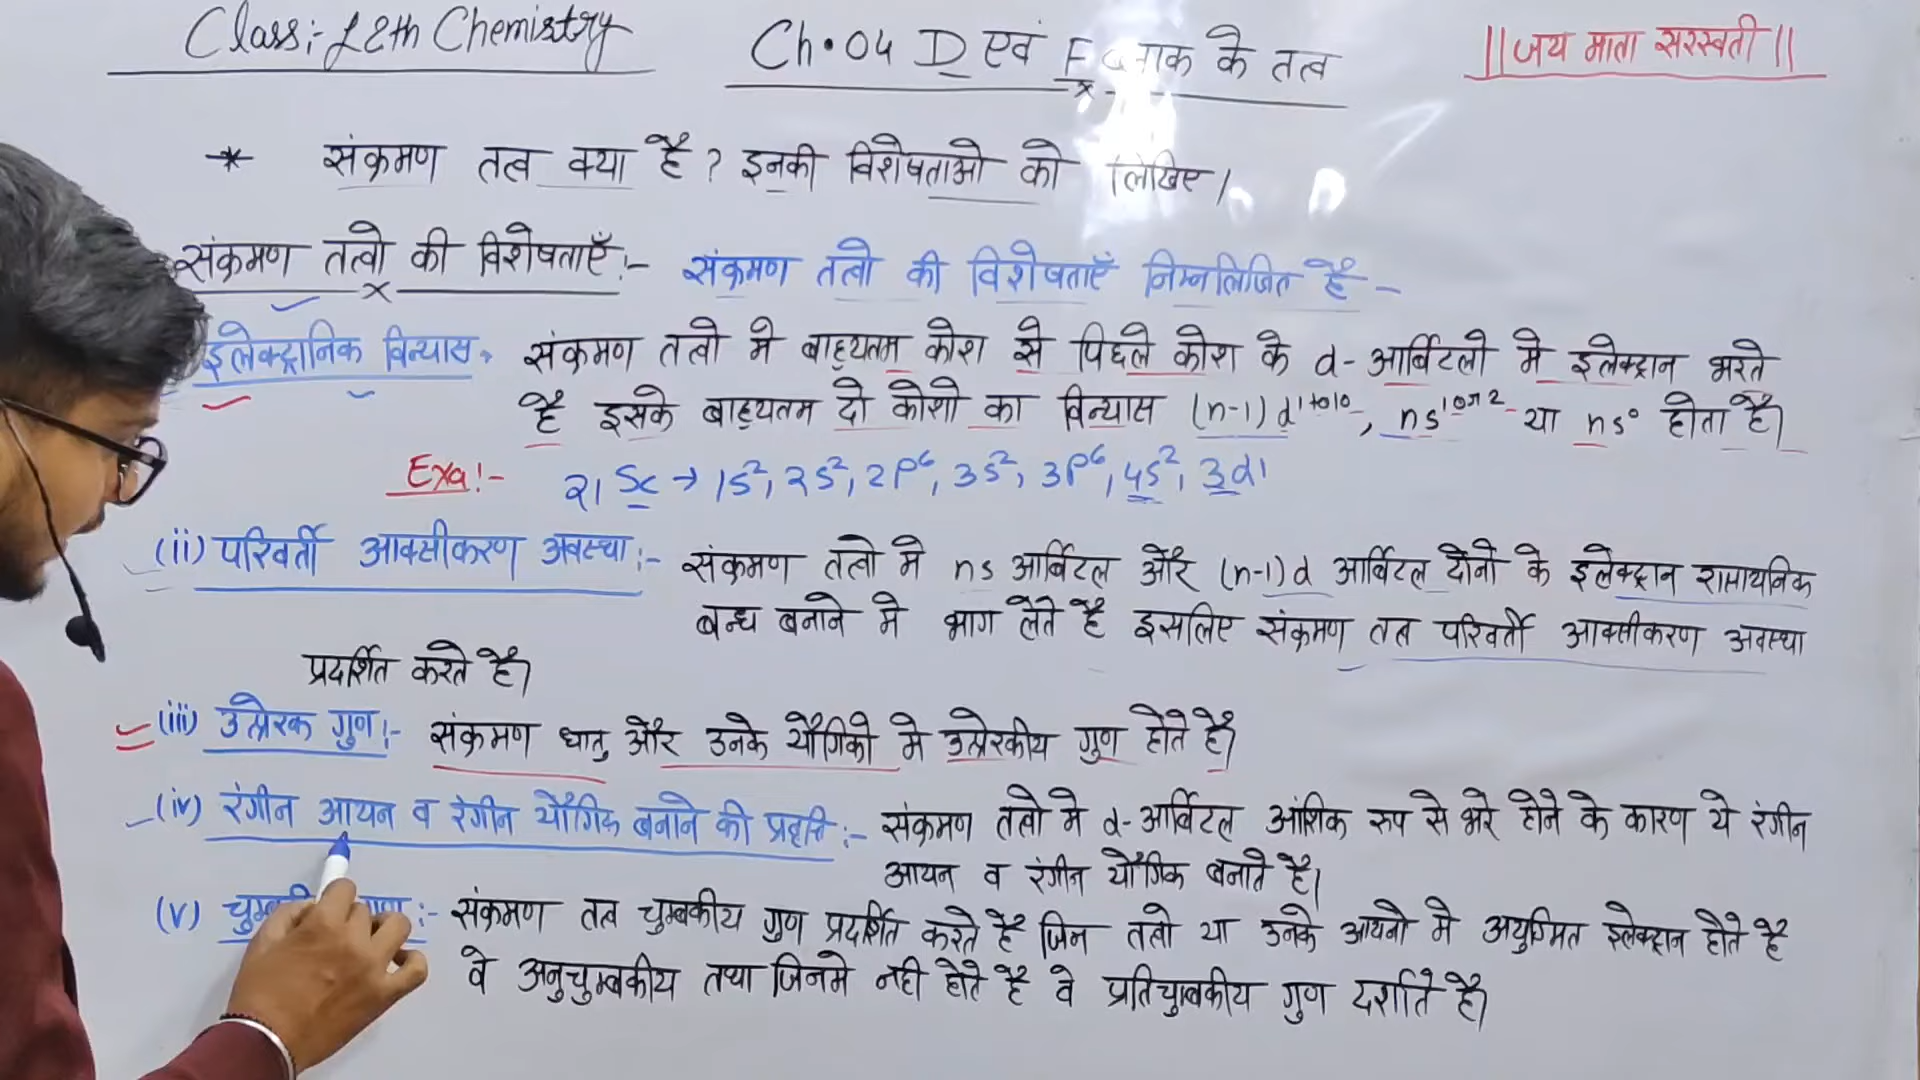 Class:- 12th Chemistry
Ch.04 D एवं F ब्लाक के तत्व
||जय माता सरस्वती||
* संक्रमण तत्व क्या है? इनकी विशेषताओ को लिखिए।
संक्रमण तत्वो की विशेषताएँ:- संक्रमण तत्वो की विशेषताएँ निम्नलिखित है -
इलेक्ट्रानिक विन्यास संक्रमण तत्वो मे बाह्यतम कोश से पिछले कोश के d-आर्बिटलो मे इलेक्ट्रान भरते
है इसके बाह्यतम दो कोशो का विन्यास (n-1) d¹ᵗᵒ¹⁰, ns¹ ᵒʳ ² या ns⁰ होता है।
Exa:- 21 Sc → 1s², 2s², 2p⁶, 3s², 3p⁶, 4s², 3d¹
(ii) परिवर्ती आक्सीकरण अवस्था:- संक्रमण तत्वो मे ns आर्बिटल और (n-1)d आर्बिटल दोनो के इलेक्ट्रान रासायनिक
बन्ध बनाने मे भाग लेते है इसलिए संक्रमण तत्व परिवर्ती आक्सीकरण अवस्था
प्रदर्शित करते है।
(iii) उत्प्रेरक गुण:- संक्रमण धातु और उनके यौगिको मे उत्प्रेरकीय गुण होते है।
(iv) रंगीन आयन व रंगीन यौगिक बनाने की प्रवृत्ति:- संक्रमण तत्वो मे d-आर्बिटल आंशिक रूप से भरे होने के कारण ये रंगीन
आयन व रंगीन यौगिक बनाते है।
(v) गुण:- संक्रमण तत्व चुम्बकीय गुण प्रदर्शित करते है जिन तत्वो या उनके आयनो मे अयुग्मित इलेक्ट्रान होते है
वे अनुचुम्बकीय तथा जिनमे नही होते है वे प्रतिचुम्बकीय गुण दर्शाते है।